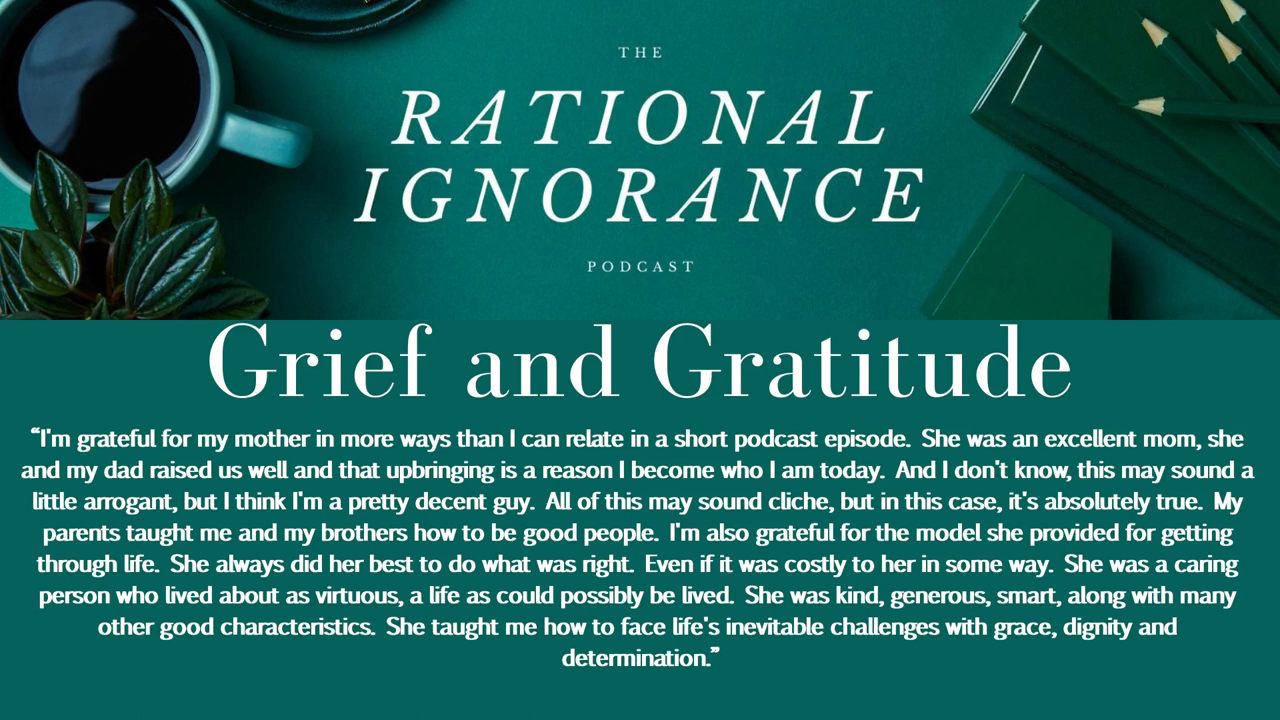 THE
RATIONAL
IGNORANCE
PODCAST
Grief and Gratitude
“I'm grateful for my mother in more ways than I can relate in a short podcast episode.  She was an excellent mom, she
and my dad raised us well and that upbringing is a reason I become who I am today.  And I don't know, this may sound a
little arrogant, but I think I'm a pretty decent guy.  All of this may sound cliche, but in this case, it's absolutely true.  My
parents taught me and my brothers how to be good people.  I'm also grateful for the model she provided for getting
through life.  She always did her best to do what was right.  Even if it was costly to her in some way.  She was a caring
person who lived about as virtuous, a life as could possibly be lived.  She was kind, generous, smart, along with many
other good characteristics.  She taught me how to face life's inevitable challenges with grace, dignity and
determination.”